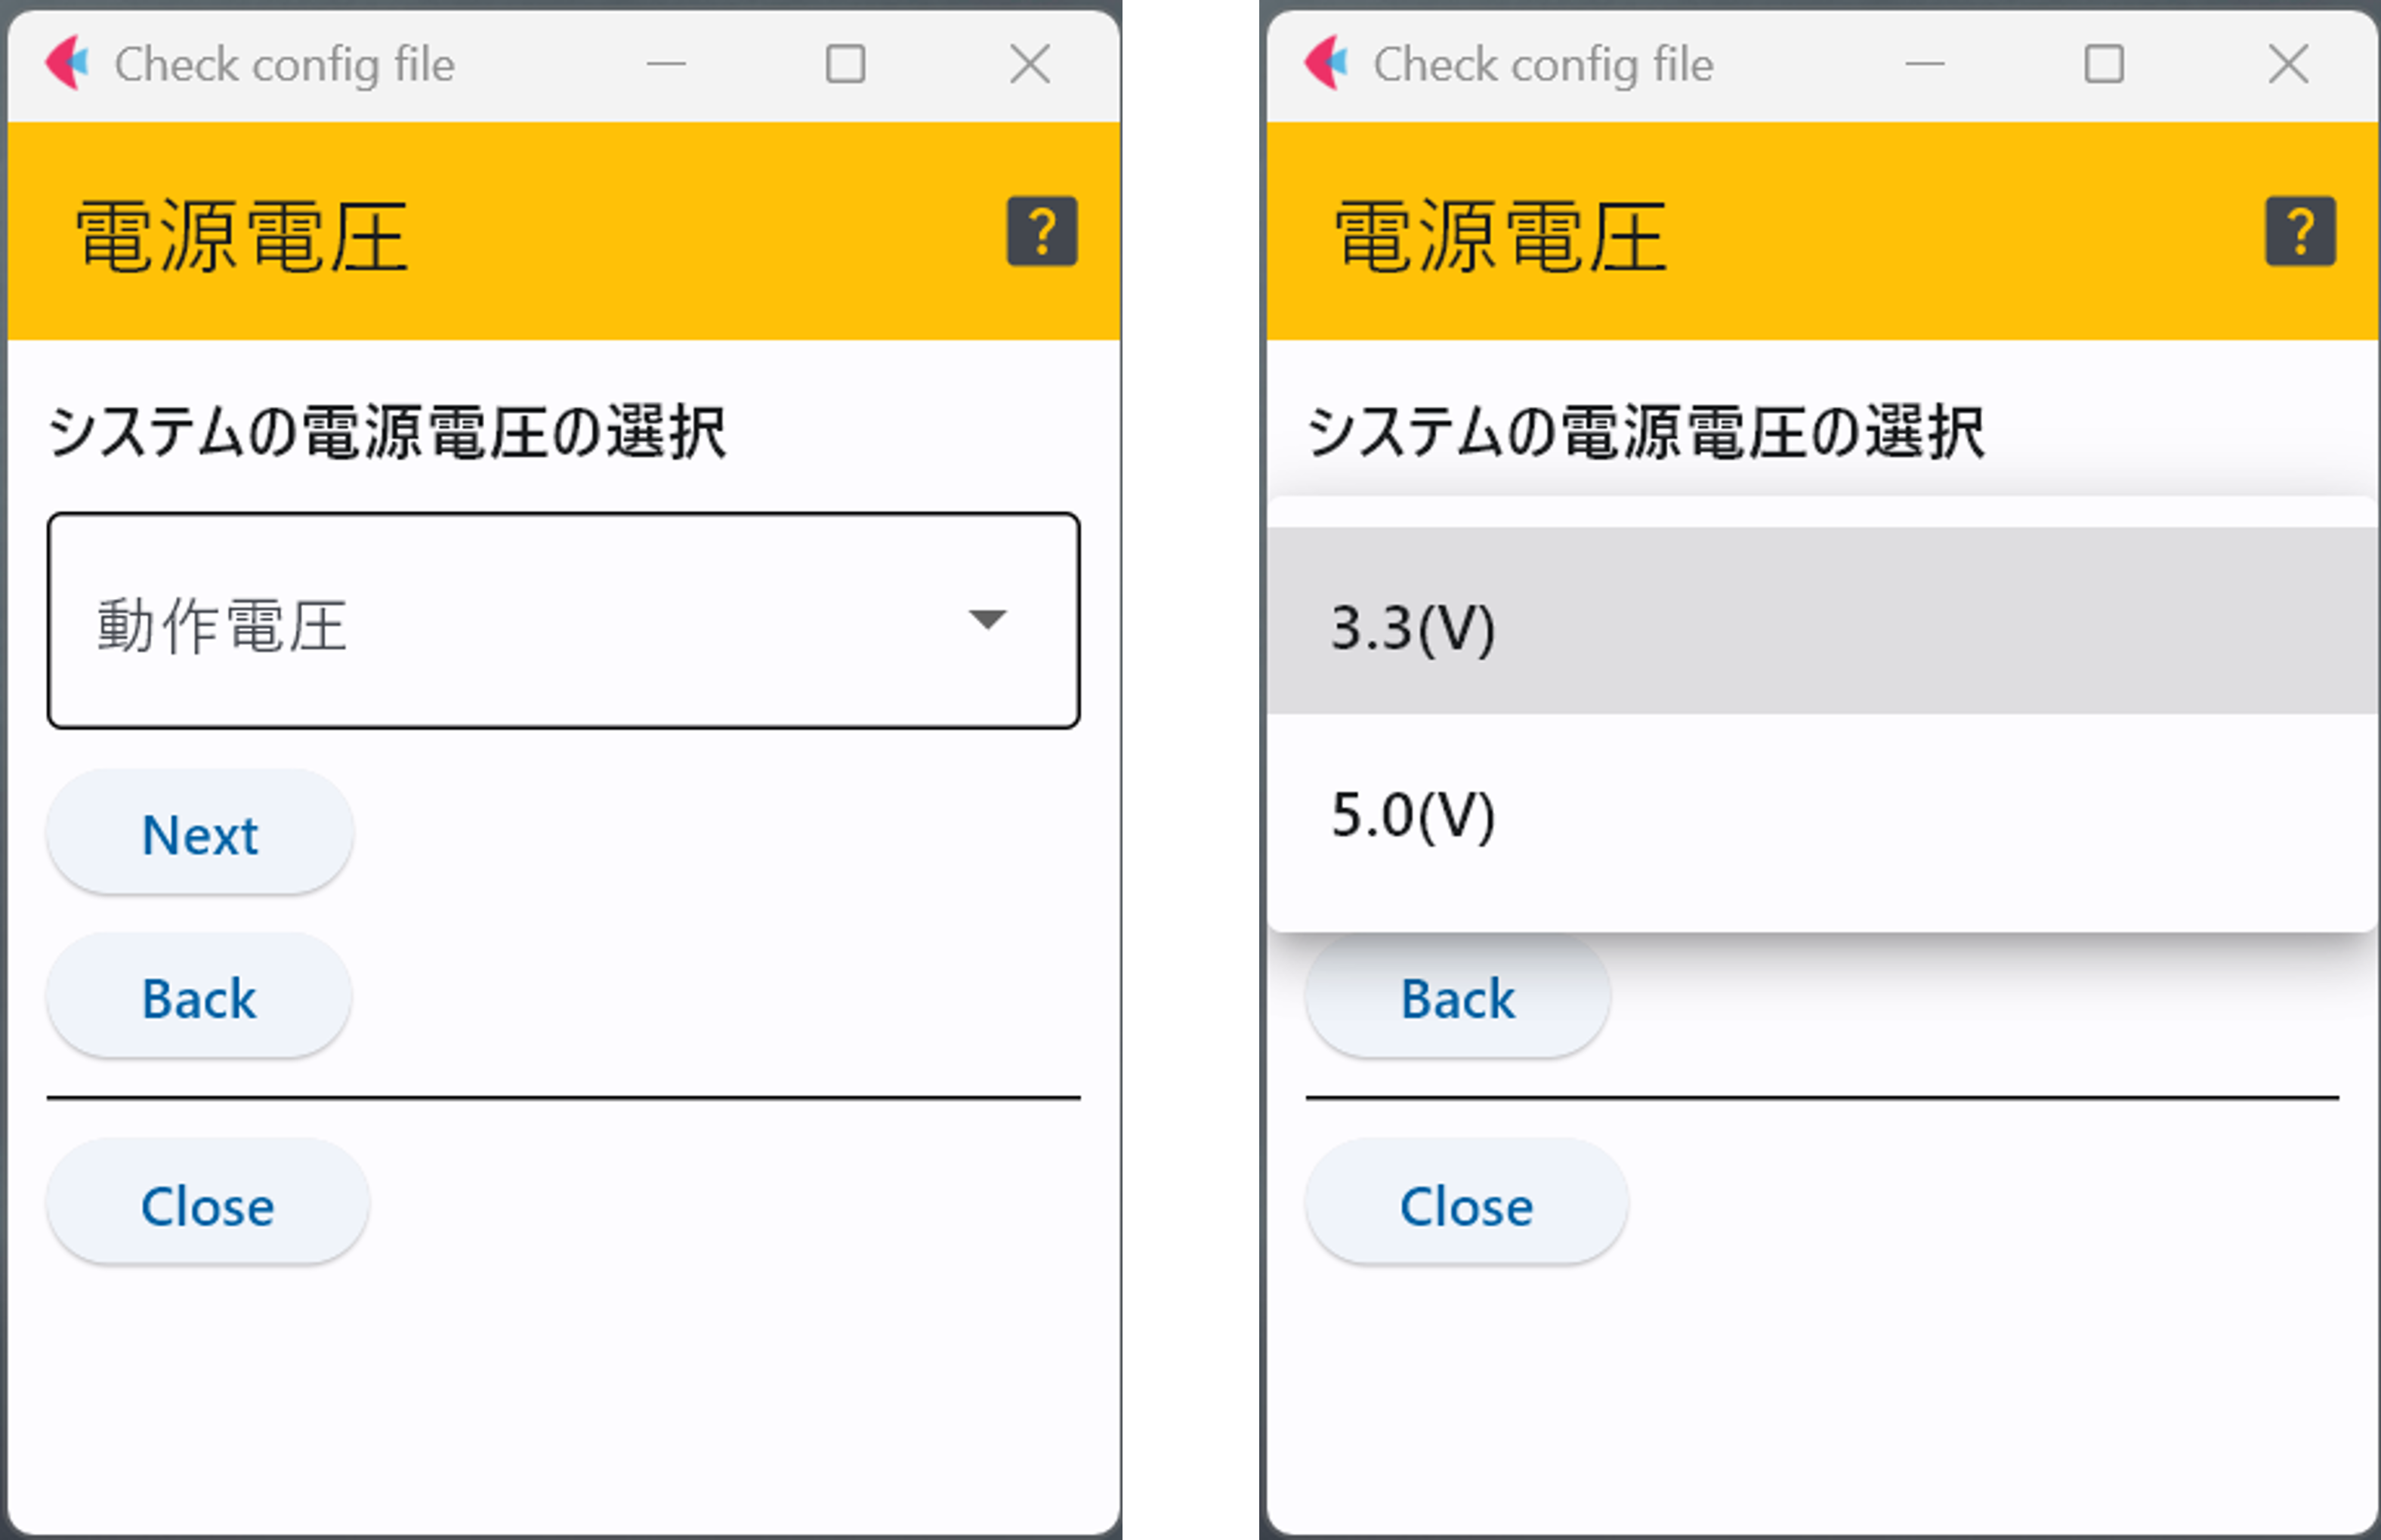 Check config file
電源電圧
?
システムの電源電圧の選択
動作電圧
Next
Back
Close
Check config file
電源電圧
?
システムの電源電圧の選択
3.3(V)
5.0(V)
Back
Close